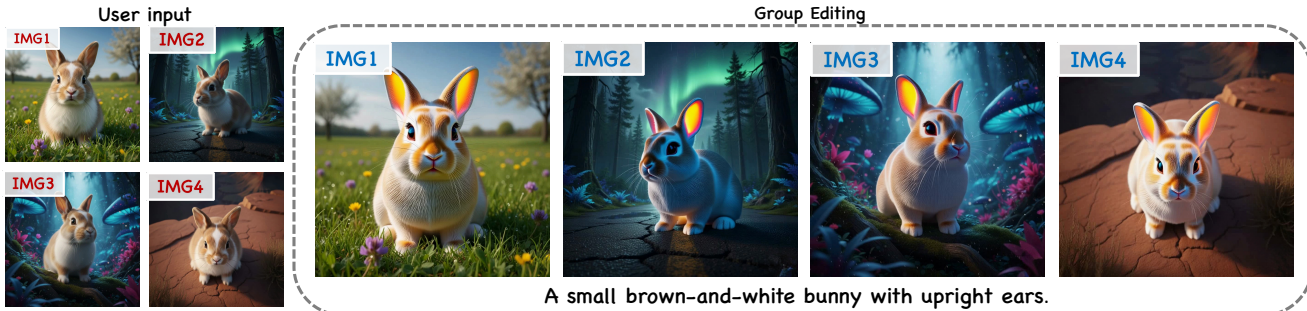 User input
Group Editing
IMG1
IMG2
IMG3
IMG4
IMG1
IMG2
IMG3
IMG4
A small brown-and-white bunny with upright ears.